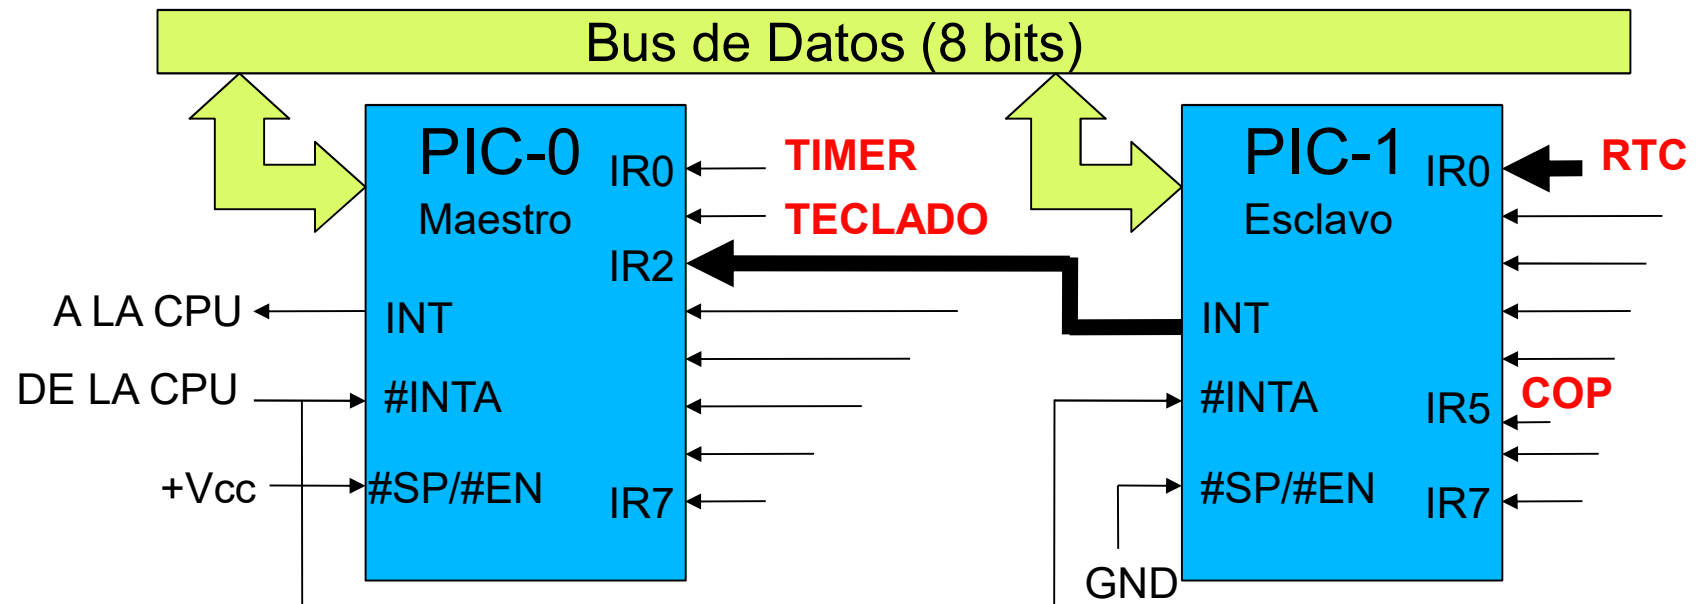 Bus de Datos (8 bits)
PIC-0
Maestro
IR0
TIMER
TECLADO
IR2
A LA CPU
INT
DE LA CPU
#INTA
+Vcc
#SP/#EN
IR7
PIC-1
Esclavo
IR0
RTC
INT
#INTA
IR5
COP
#SP/#EN
IR7
GND